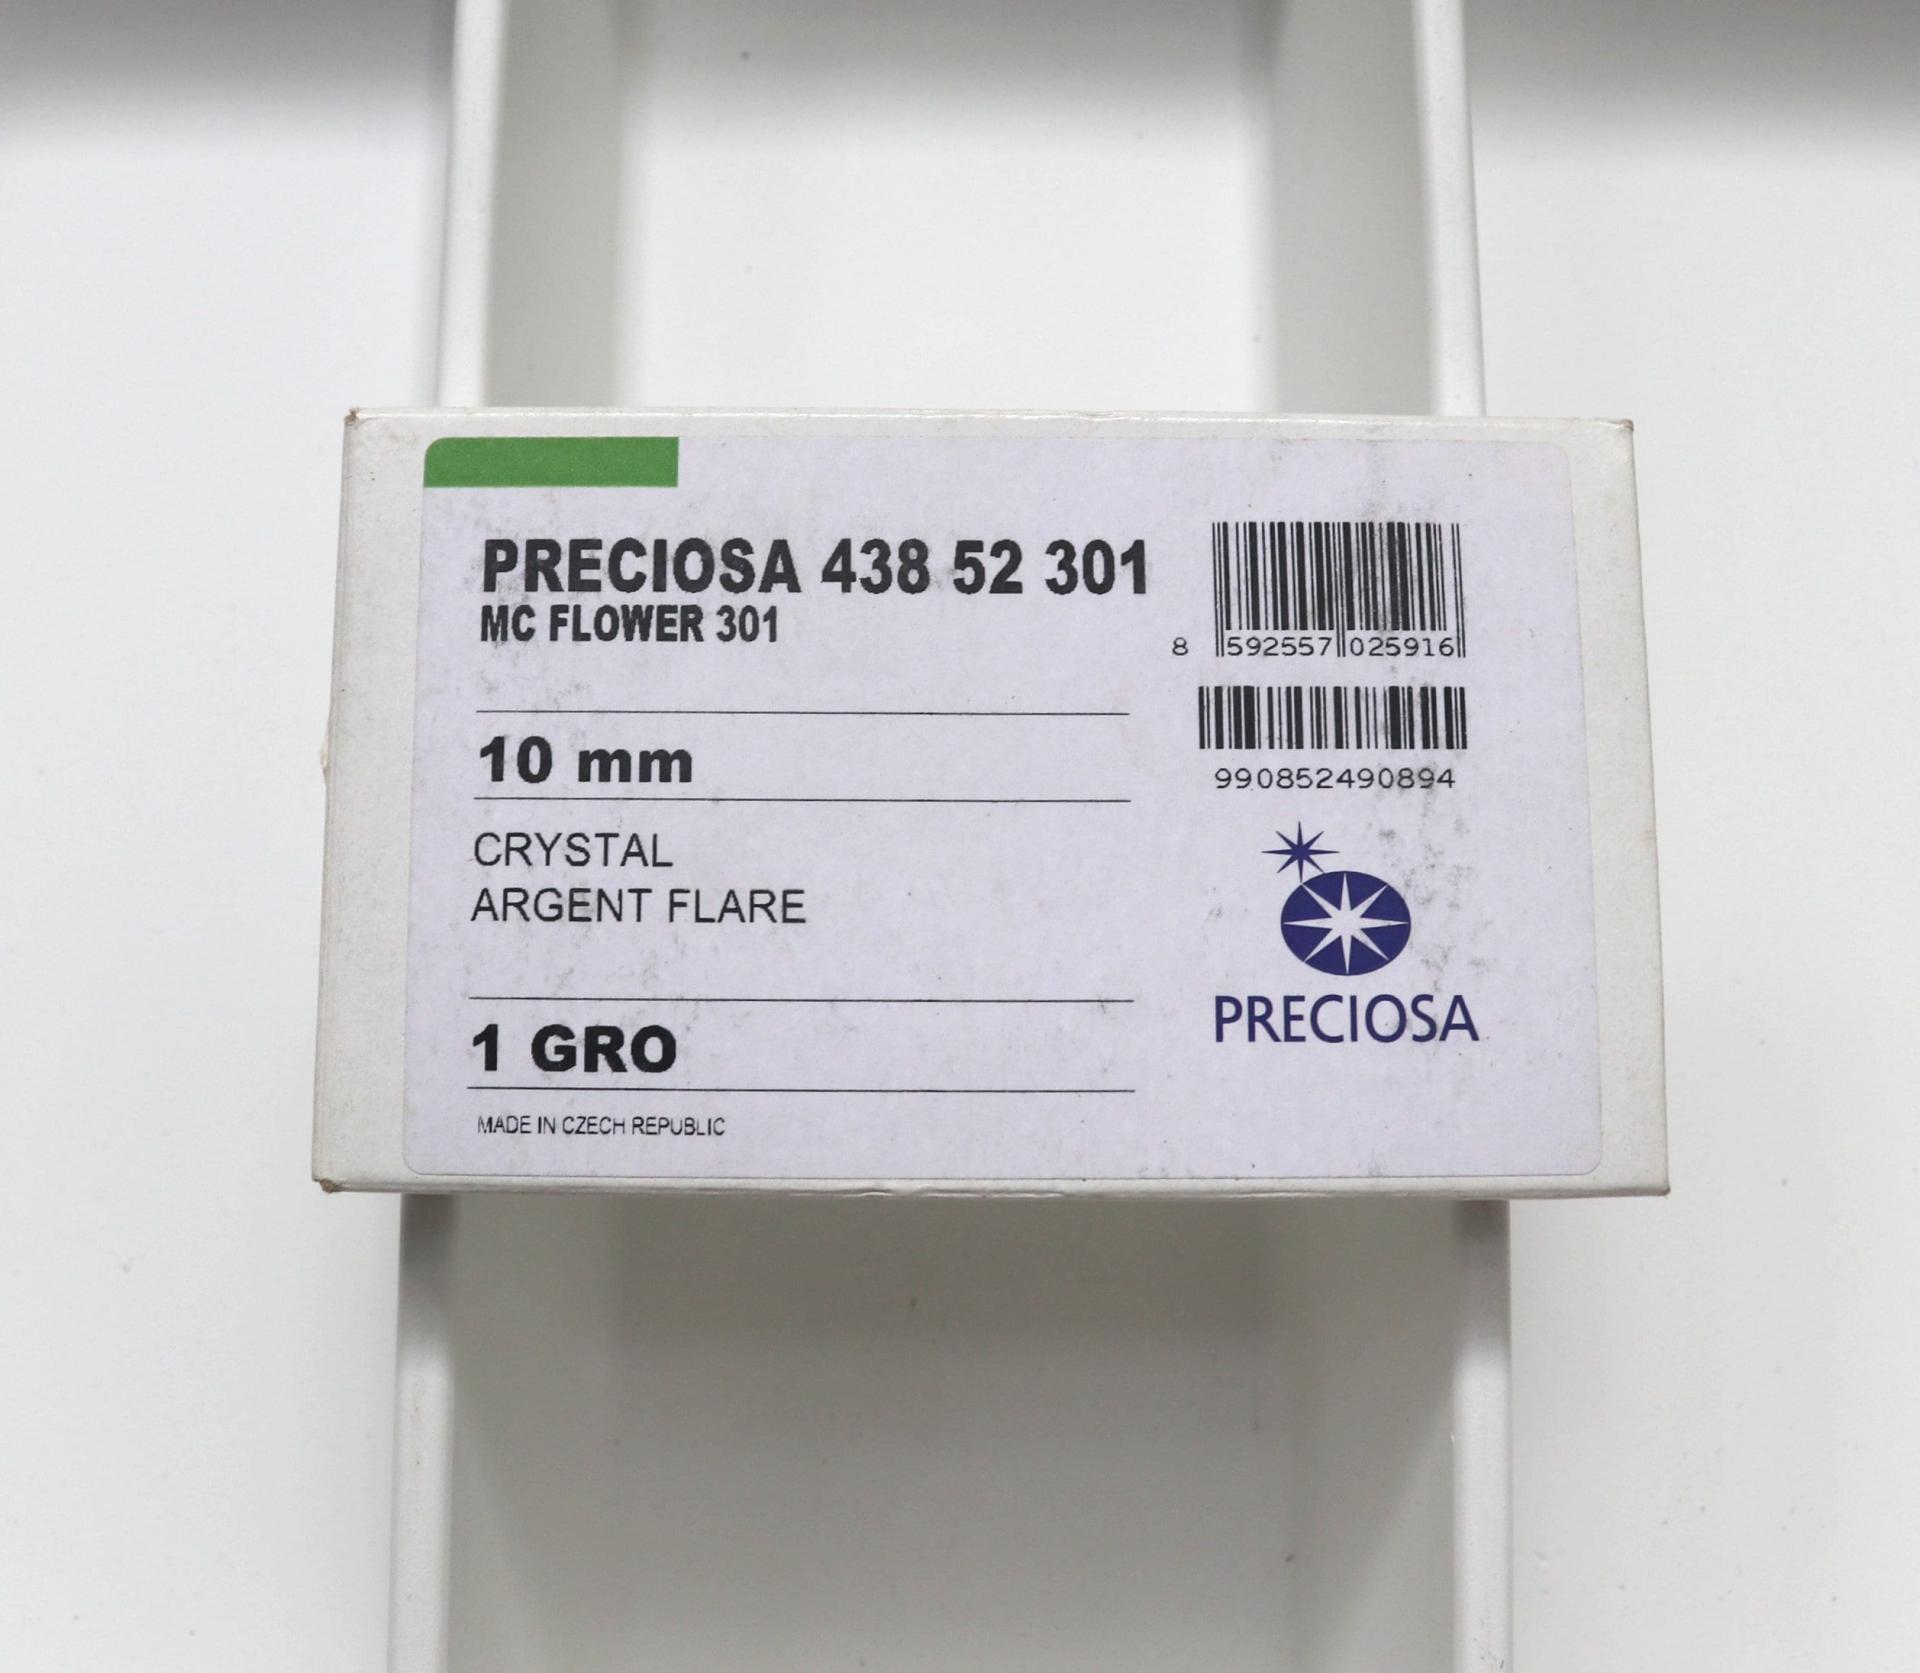 PRECIOSA 438 52 301
MC FLOWER 301
8 592557 025916
10 mm
990852490894
CRYSTAL
ARGENT FLARE
PRECIOSA
1 GRO
MADE IN CZECH REPUBLIC